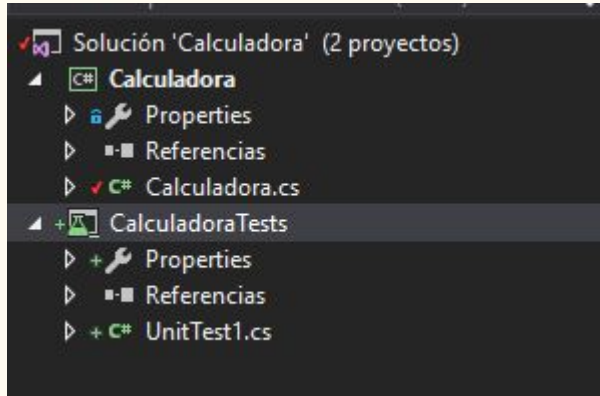 Solución 'Calculadora' (2 proyectos)
C# Calculadora
Properties
Referencias
C# Calculadora.cs
CalculadoraTests
Properties
Referencias
C# UnitTest1.cs